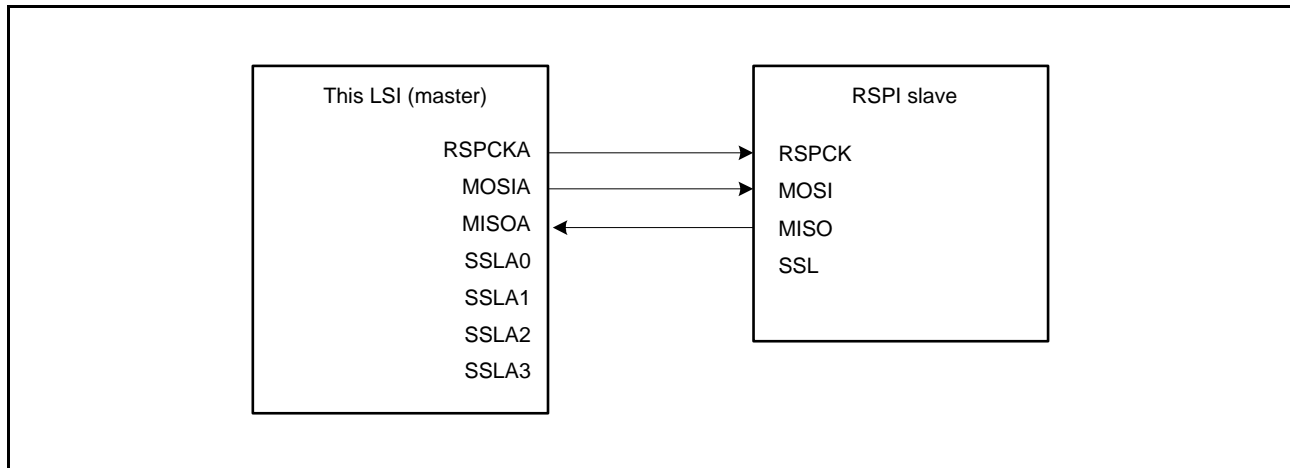 This LSI (master)
RSPCKA
MOSIA
MISOA
SSLA0
SSLA1
SSLA2
SSLA3
RSPI slave
RSPCK
MOSI
MISO
SSL